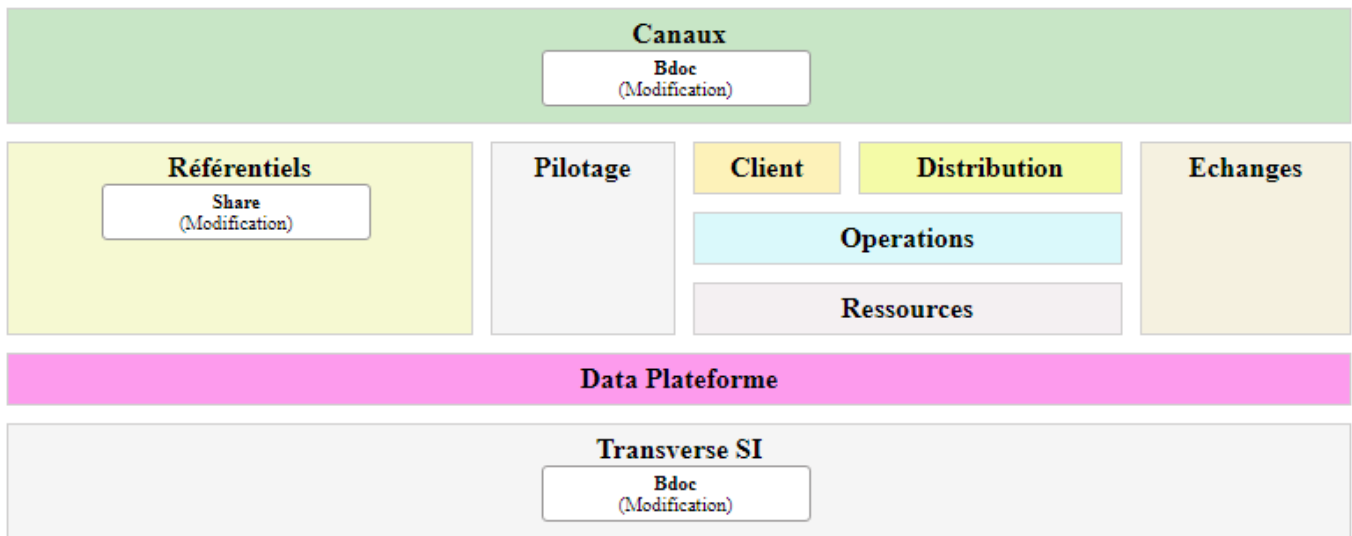 Canaux
Bdoc
(Modification)
Référentiels
Share
(Modification)
Pilotage
Client
Distribution
Operations
Ressources
Echanges
Data Plateforme
Transverse SI
Bdoc
(Modification)